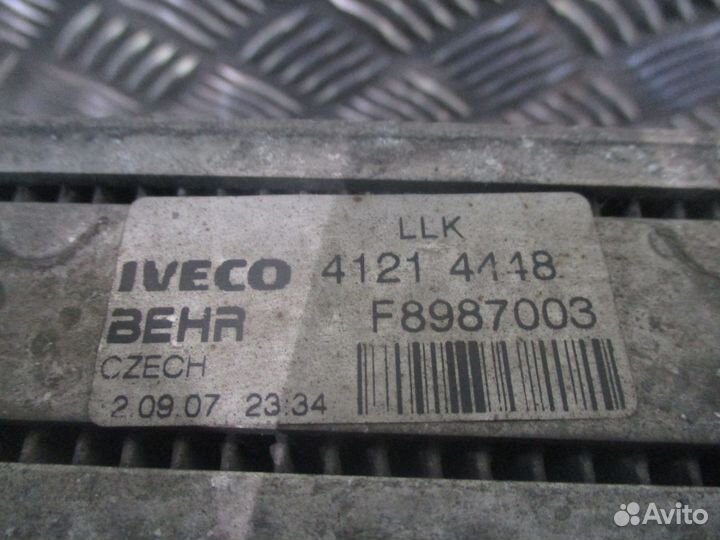 LLK
IVECO 4121 4448
BEHR F8987003
CZECH
2.09.07 23:34
Avito